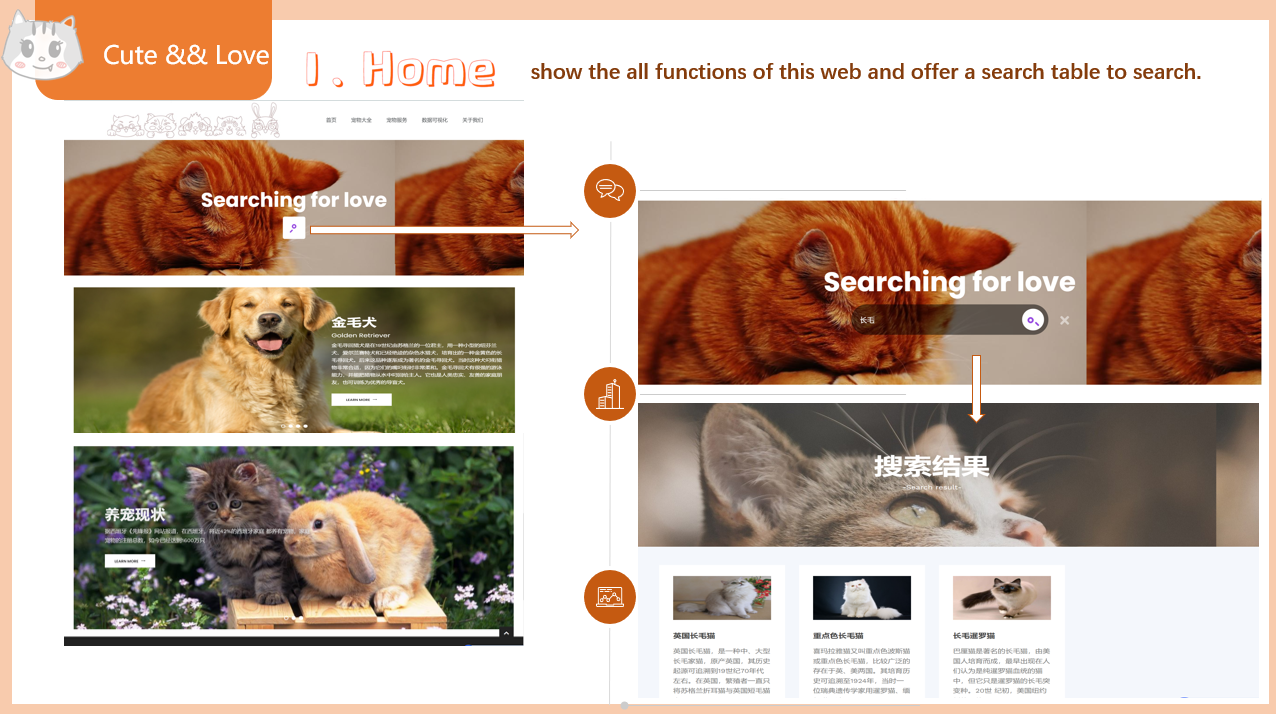 Cute && Love
1. Home
show the all functions of this web and offer a search table to search.
首页 宠物大全 宠物服务 数据可视化 关于我们
Searching for love
金毛犬
Golden Retriever
LEARN MORE
养宠现状
LEARN MORE
Searching for love
长毛
搜索结果
-Search result-
英国长毛猫
英国长毛猫，是一种中、大型
长毛家猫，原产英国，其历史
起源可追溯到19世纪70年代
左右。在英国，繁殖者一直只
将苏格兰折耳猫与英国短毛猫
重点色长毛猫
喜玛拉雅猫又叫重点色波斯猫
或重点色长毛猫，比较广泛的
存在于英、美两国。其培育历
史可追溯至1924年，当时一
位瑞典遗传学家用暹罗猫，缅
长毛暹罗猫
巴厘猫是著名的长毛猫，由美
国人培育而成，最早出现在人
们认为是纯暹罗猫血统的猫
中，但它只是暹罗猫的长毛突
变种。20世 纪初，美国纽约